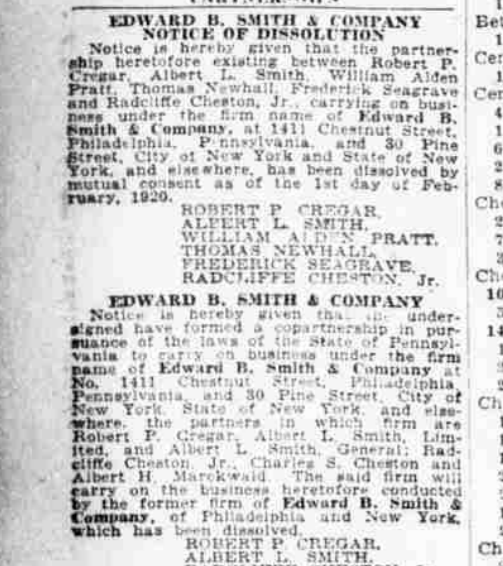 EDWARD B. SMITH & COMPANY
NOTICE OF DISSOLUTION
Notice is hereby given that the partner-
ship heretofore existing between Robert P.
Cregar, Albert L. Smith, William Alden
Pratt, Thomas Newhall, Frederick Seagrave
and Radcliffe Cheston, Jr., carrying on busi-
ness under the firm name of Edward B.
Smith & Company, at 1411 Chestnut Street,
Philadelphia, Pennsylvania, and 30 Pine
Street, City of New York and State of New
York, and elsewhere, has been dissolved by
mutual consent as of the 1st day of Feb-
ruary, 1920.
ROBERT P. CREGAR,
ALBERT L. SMITH,
WILLIAM ALDEN PRATT,
THOMAS NEWHALL,
FREDERICK SEAGRAVE,
RADCLIFFE CHESTON, Jr.
EDWARD B. SMITH & COMPANY
Notice is hereby given that the under-
signed have formed a copartnership in pur-
suance of the laws of the State of Pennsyl-
vania to carry on business under the firm
name of Edward B. Smith & Company at
No. 1411 Chestnut Street, Philadelphia,
Pennsylvania, and 30 Pine Street, City of
New York, State of New York, and else-
where, the partners in which firm are
Robert P. Cregar, Albert L. Smith, Lim-
ited, and Albert L. Smith, General; Rad-
cliffe Cheston, Jr., Charles S. Cheston and
Albert H. Marckwald. The said firm will
carry on the business heretofore conducted
by the former firm of Edward B. Smith &
Company, of Philadelphia and New York,
which has been dissolved.
ROBERT P. CREGAR,
ALBERT L. SMITH,